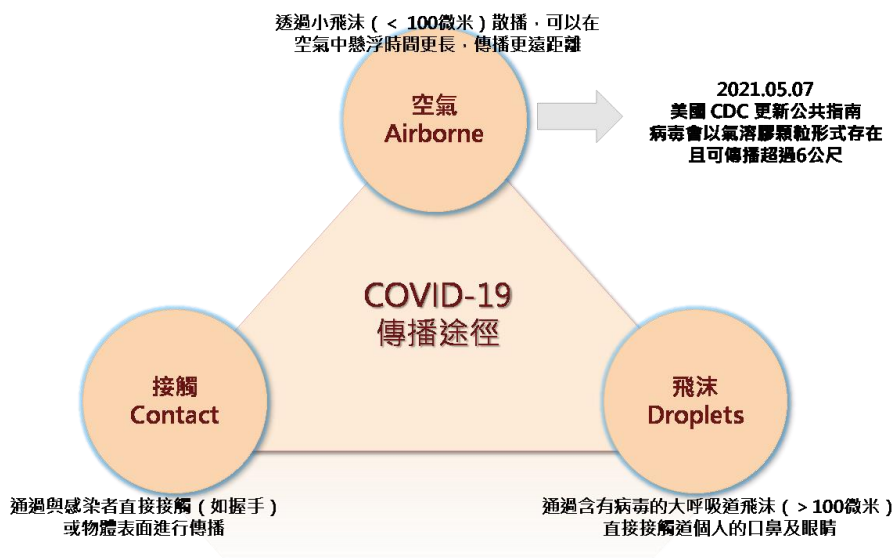 透過小飛沫（< 100微米）散播，可以在
空氣中懸浮時間更長，傳播更遠距離
空氣
Airborne
2021.05.07
美國 CDC 更新公共指南
病毒會以氣溶膠顆粒形式存在
且可傳播超過6公尺
COVID-19
傳播途徑
接觸
Contact
飛沫
Droplets
通過與感染者直接接觸（如握手）
或物體表面進行傳播
通過含有病毒的大呼吸道飛沫（>100微米）
直接接觸道個人的口鼻及眼睛